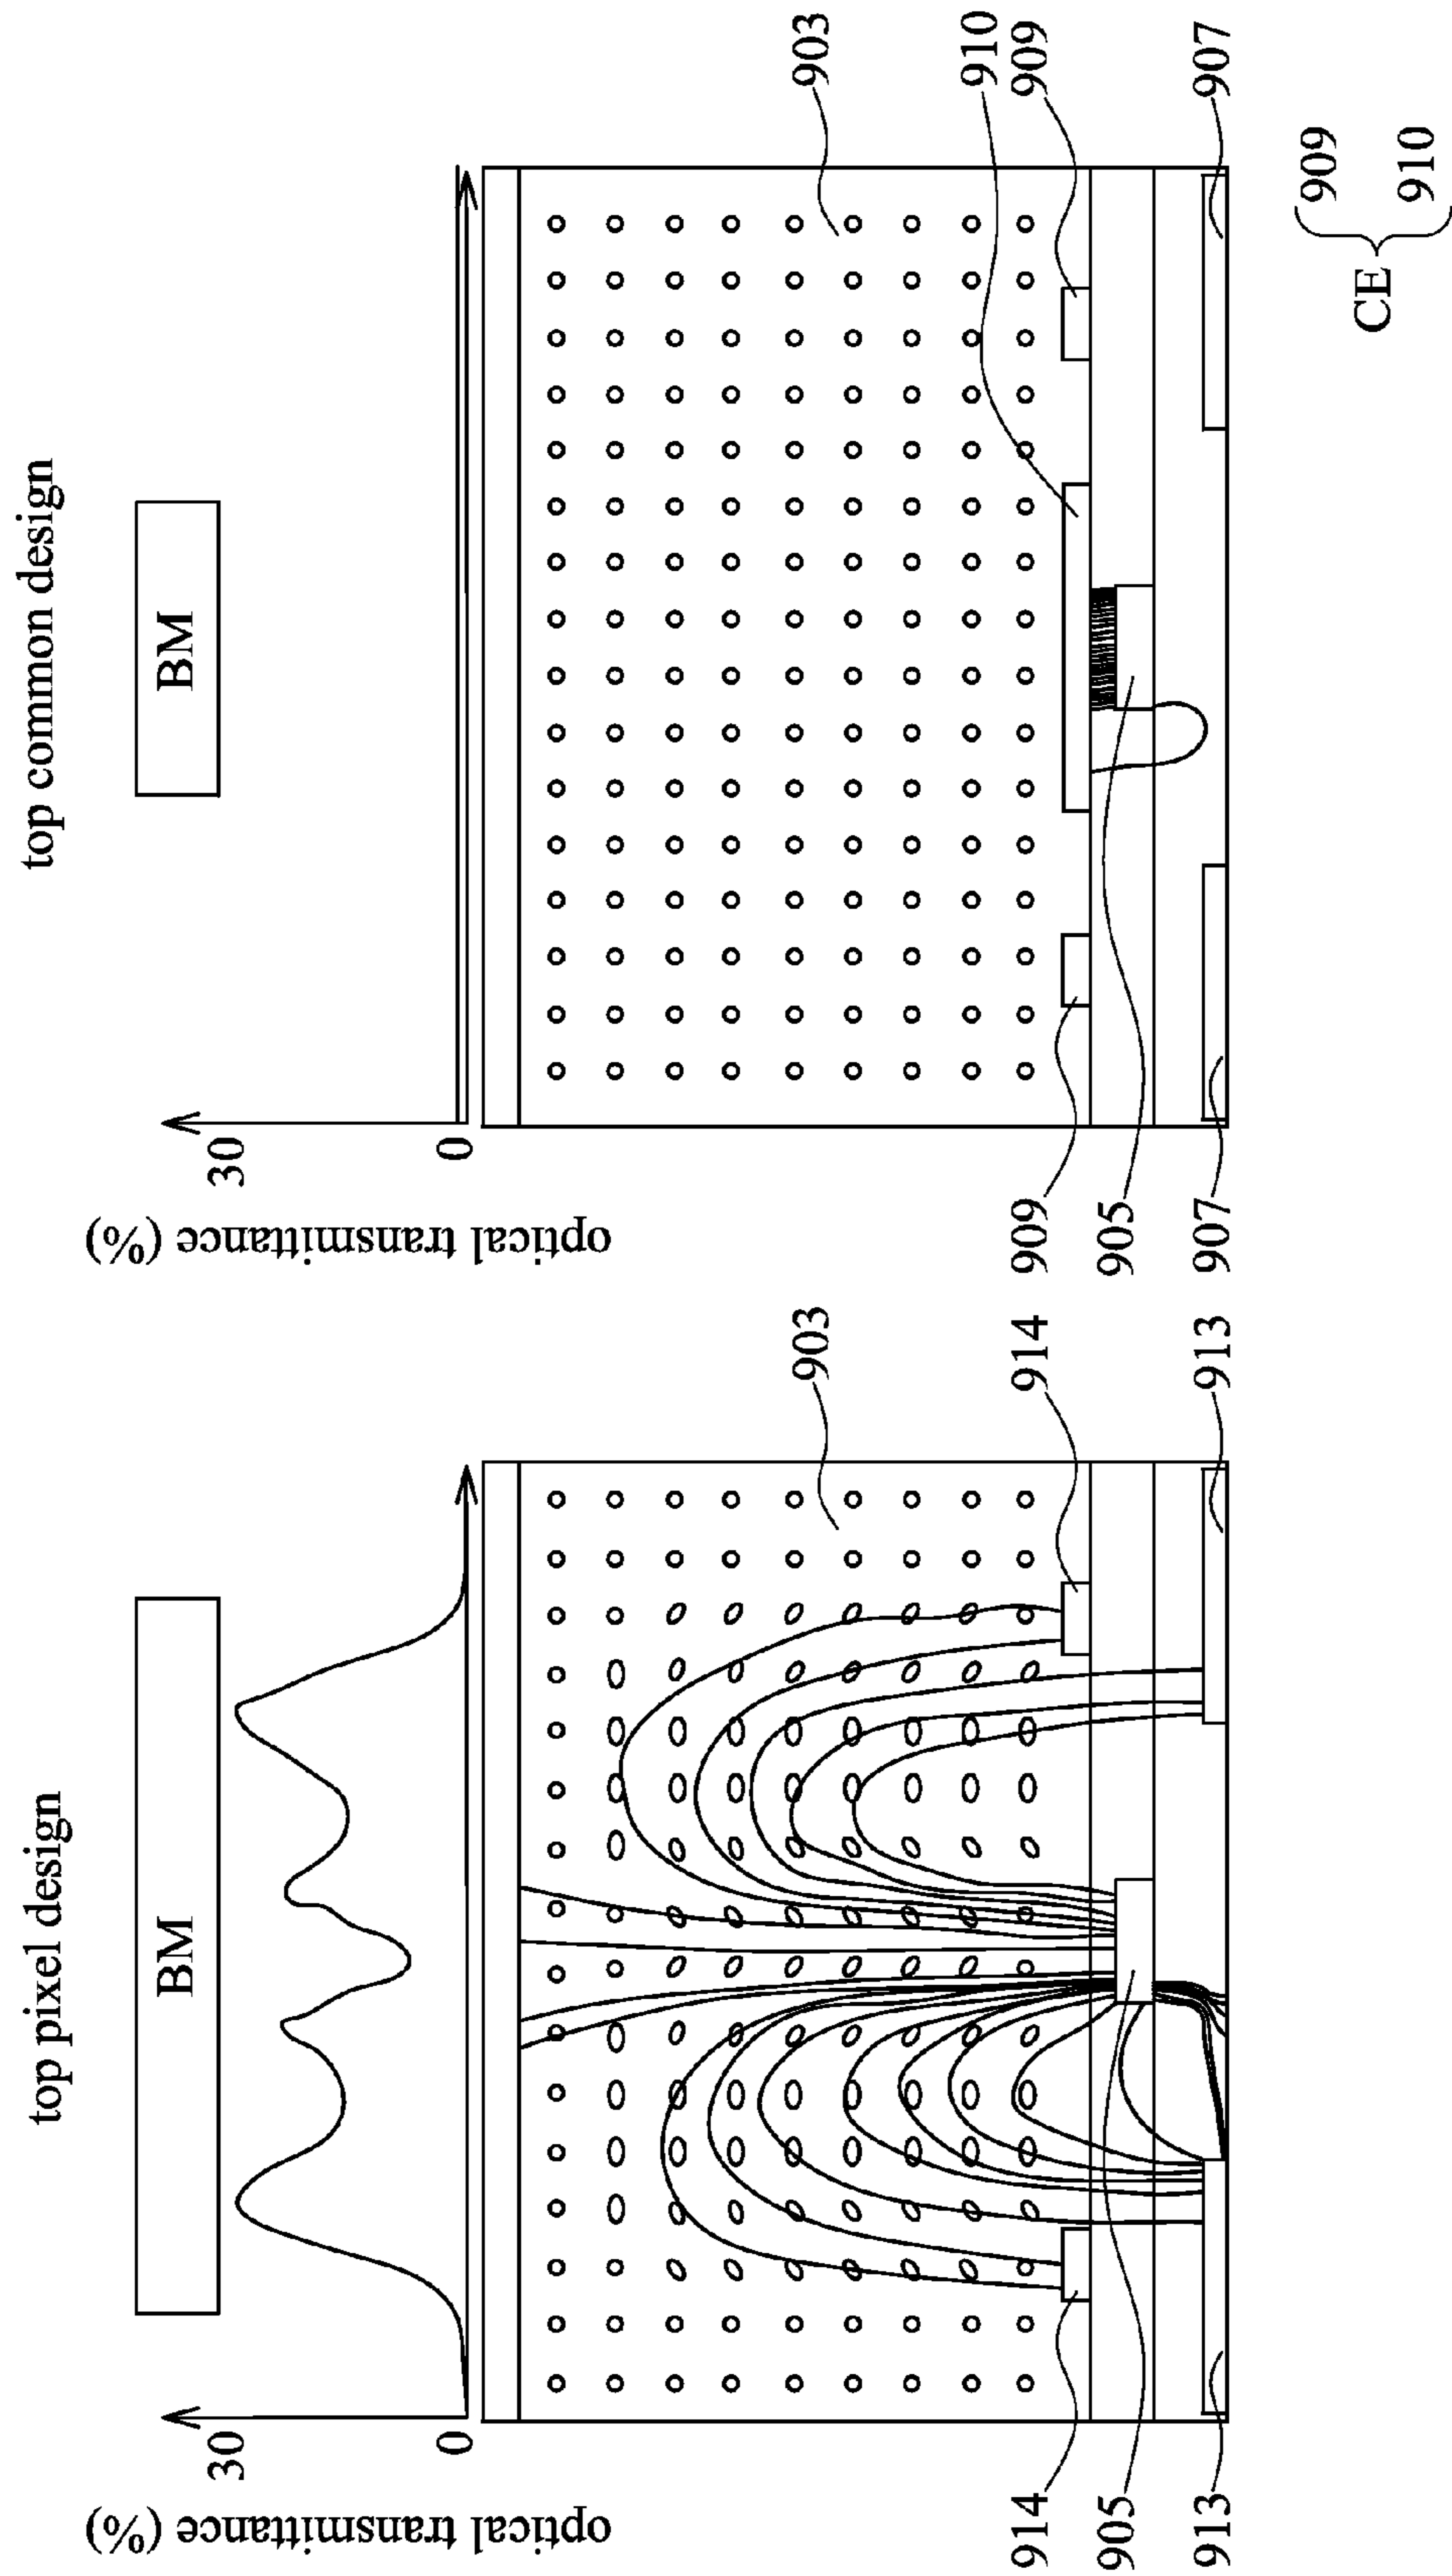 top pixel design
BM
optical transmittance (%)
30
0
903
914
913
914
905
913
top common design
BM
optical transmittance (%)
30
0
903
910
909
907
909
905
907
CE { 909
910